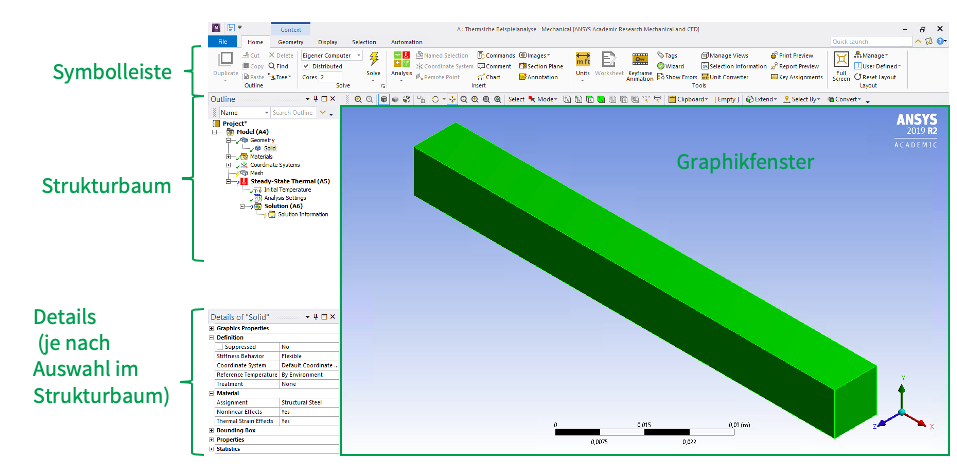 Context
A : Thermische Beispielanalyse - Mechanical [ANSYS Academic Research Mechanical and CFD]
File Home Geometry Display Selection Automation Quick Launch
Symbolleiste
Duplicate
Cut Delete
Copy Find
Paste Tree
Outline
Eigener Computer
Distributed
Cores 2
Solve
Solve
Analysis
Named Selection
Coordinate System
Remote Point
Commands
Comment
Chart
Images
Section Plane
Annotation
Insert
Units
Worksheet
Keyframe
Animation
Tags
Wizard
Show Errors
Manage Views
Selection Information
Unit Converter
Print Preview
Report Preview
Key Assignments
Tools
Full
Screen
Manage
User Defined
Reset Layout
Layout
Outline
Select Mode Clipboard [Empty] Extend Select By Convert
Name Search Outline
Strukturbaum
Project*
Model (A4)
Geometry
Solid
Materials
Coordinate Systems
Mesh
Steady-State Thermal (A5)
Initial Temperature
Analysis Settings
Solution (A6)
Solution Information
Graphikfenster
ANSYS
2019 R2
ACADEMIC
Details
(je nach
Auswahl im
Strukturbaum)
Details of "Solid"
Graphics Properties
Definition
Suppressed No
Stiffness Behavior Flexible
Coordinate System Default Coordinate ...
Reference Temperature By Environment
Treatment None
Material
Assignment Structural Steel
Nonlinear Effects Yes
Thermal Strain Effects Yes
Bounding Box
Properties
Statistics
0 0,015 0,03 (m)
0,0075 0,022
Y
Z
X